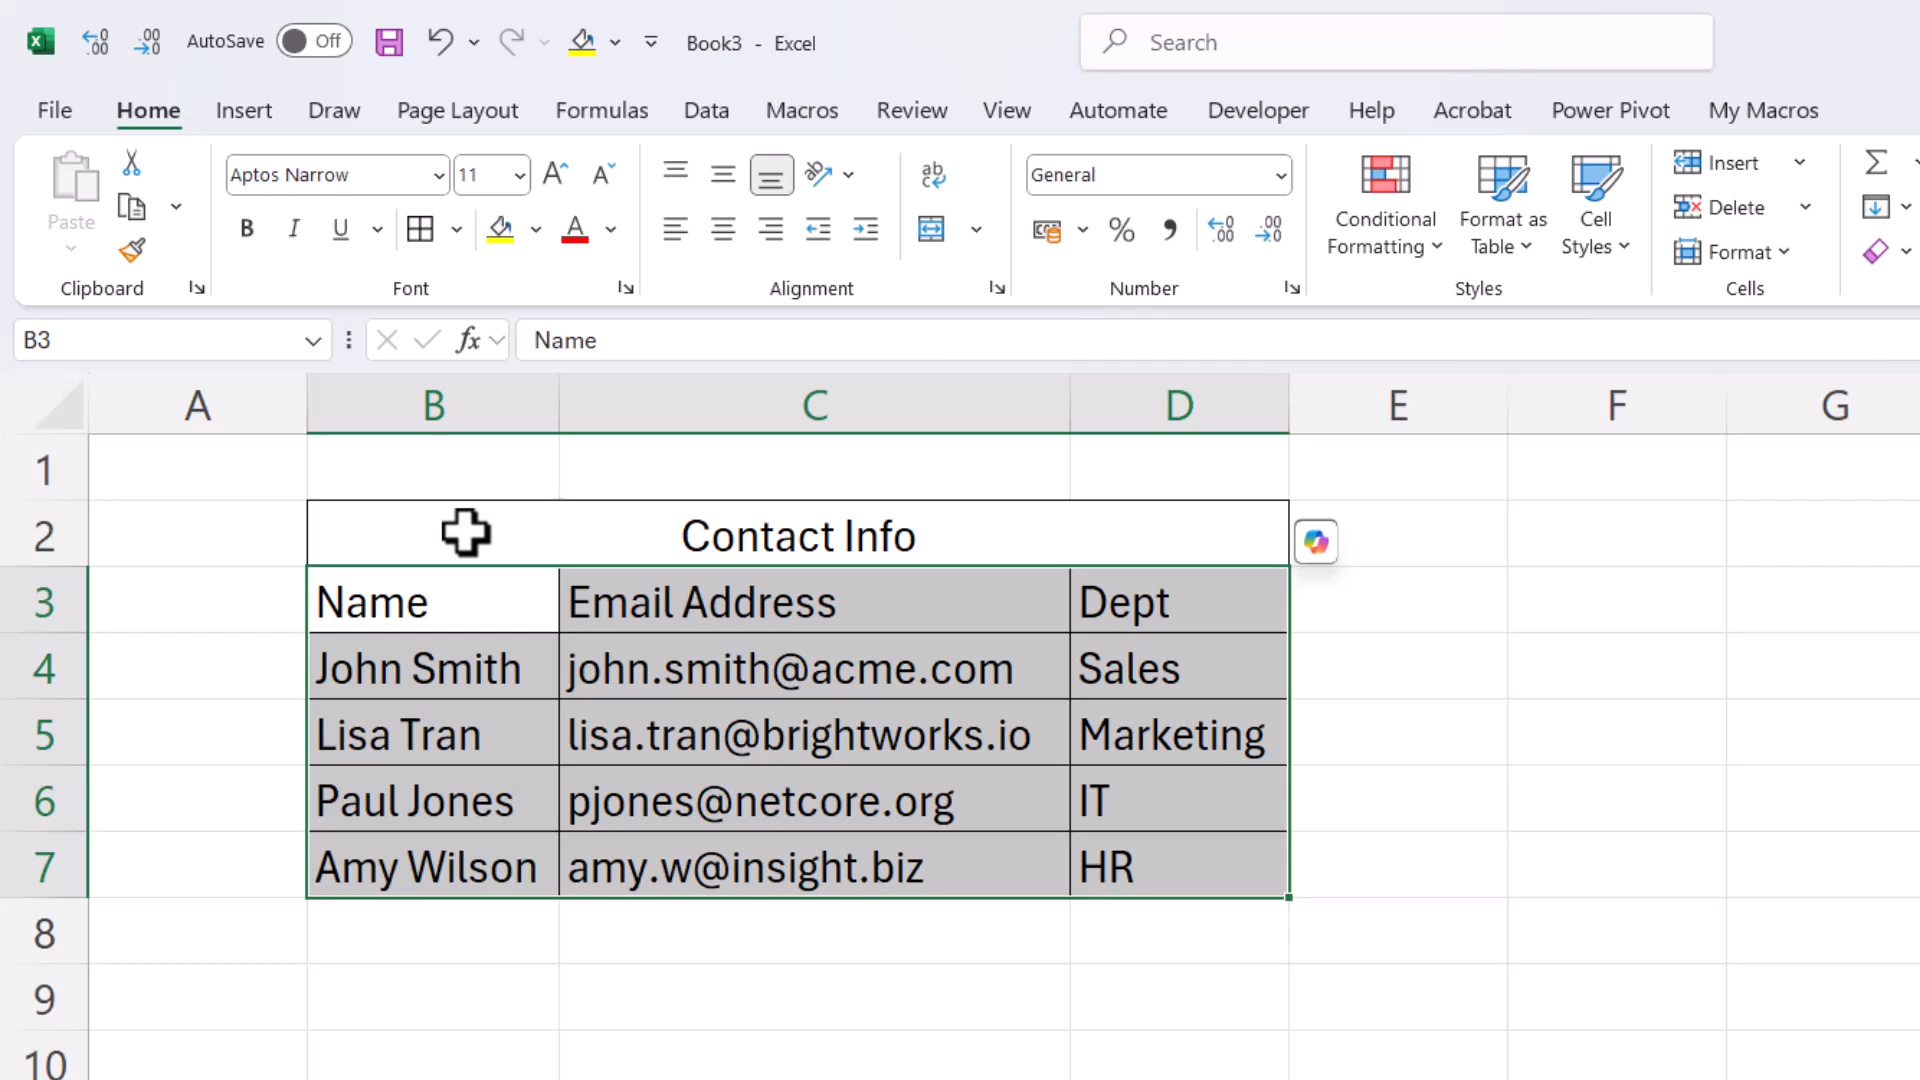 AutoSave Off Book3 - Excel Search
File Home Insert Draw Page Layout Formulas Data Macros Review View Automate Developer Help Acrobat Power Pivot My Macros
Paste
Aptos Narrow 11
General
Conditional Formatting
Format as Table
Cell Styles
Insert
Delete
Format
Clipboard Font Alignment Number Styles Cells
B3 fx Name
A B C D E F G
1
2 Contact Info
3 Name Email Address Dept
4 John Smith john.smith@acme.com Sales
5 Lisa Tran lisa.tran@brightworks.io Marketing
6 Paul Jones pjones@netcore.org IT
7 Amy Wilson amy.w@insight.biz HR
8
9
10